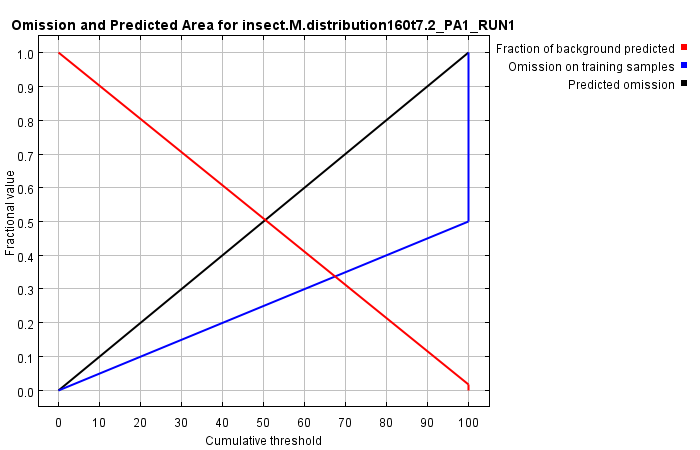 Omission and Predicted Area for insect.M.distribution160t7.2_PA1_RUN1
Fraction of background predicted
Omission on training samples
Predicted omission
Fractional value
1.0
0.9
0.8
0.7
0.6
0.5
0.4
0.3
0.2
0.1
0.0
0 10 20 30 40 50 60 70 80 90 100
Cumulative threshold